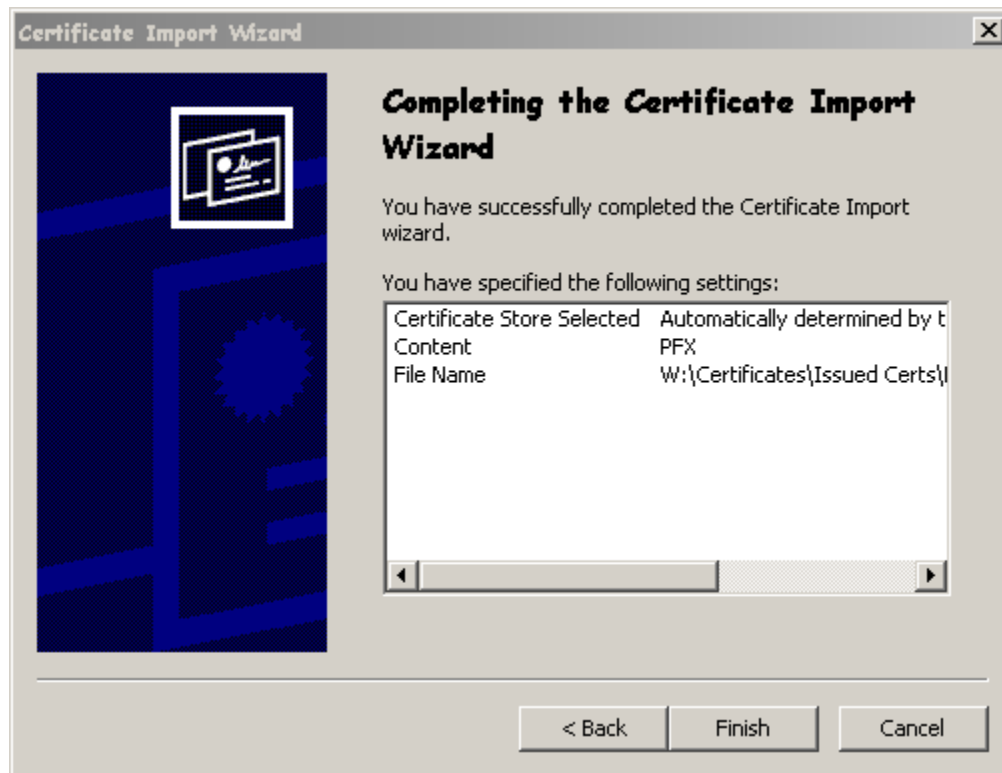 Certificate Import Wizard
Completing the Certificate Import
Wizard
You have successfully completed the Certificate Import
wizard.
You have specified the following settings:
Certificate Store Selected Automatically determined by t
Content PFX
File Name W:\Certificates\Issued Certs\
< Back Finish Cancel